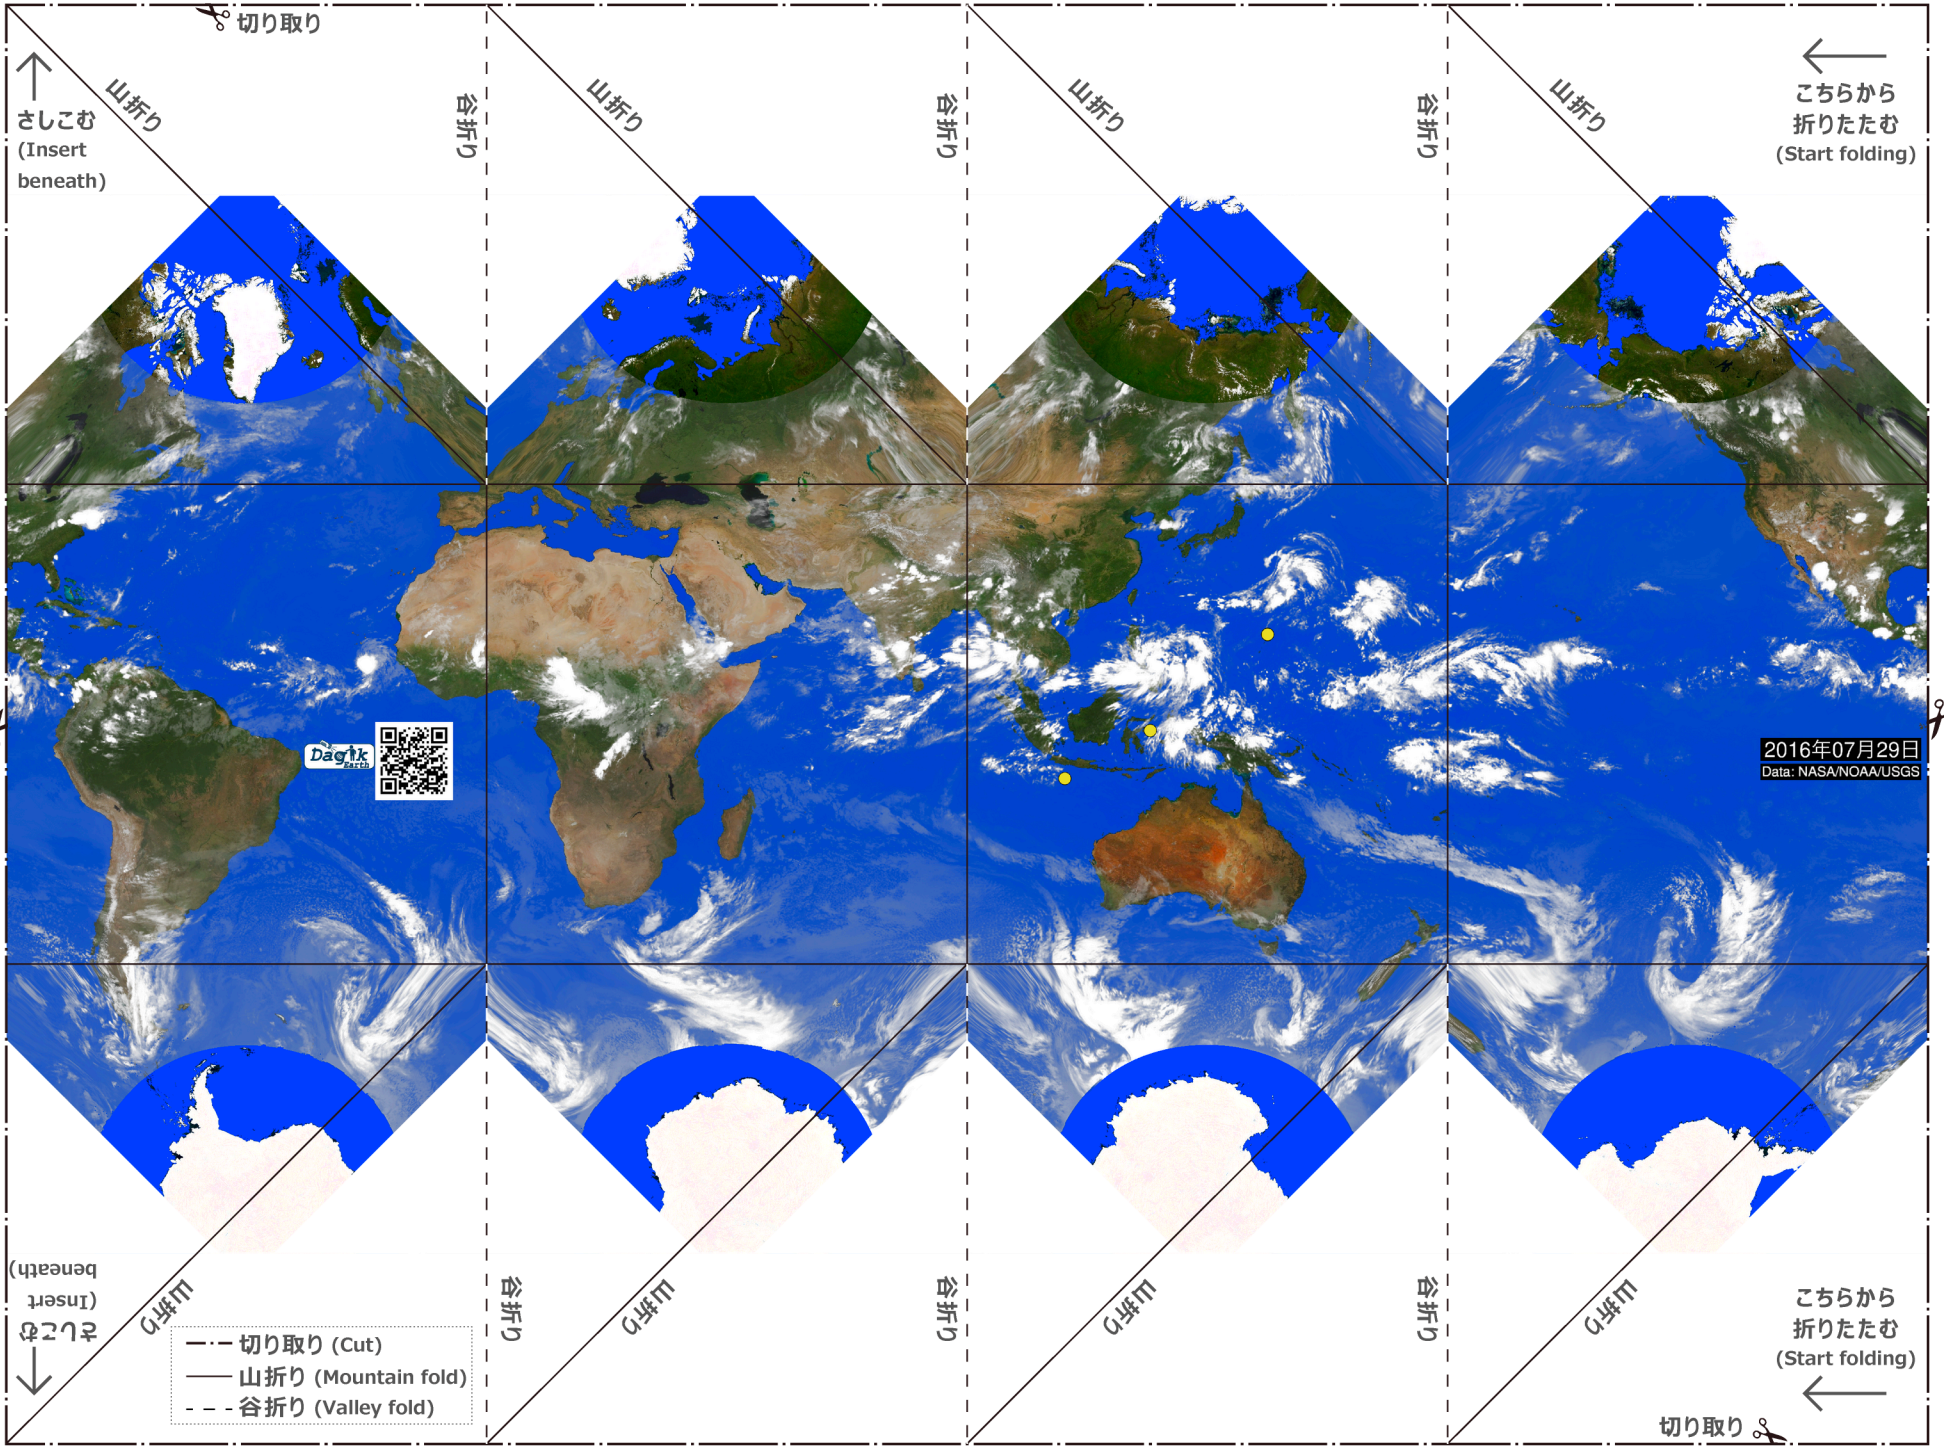 切り取り
さしこむ
(Insert
beneath)
山折り
谷折り
山折り
谷折り
山折り
谷折り
山折り
こちらから
折りたたむ
(Start folding)
Dagik
Earth
2016年07月29日
Data: NASA/NOAA/USGS
さしこむ
(Insert
beneath)
山折り
谷折り
山折り
谷折り
山折り
谷折り
山折り
こちらから
折りたたむ
(Start folding)
切り取り (Cut)
山折り (Mountain fold)
谷折り (Valley fold)
切り取り